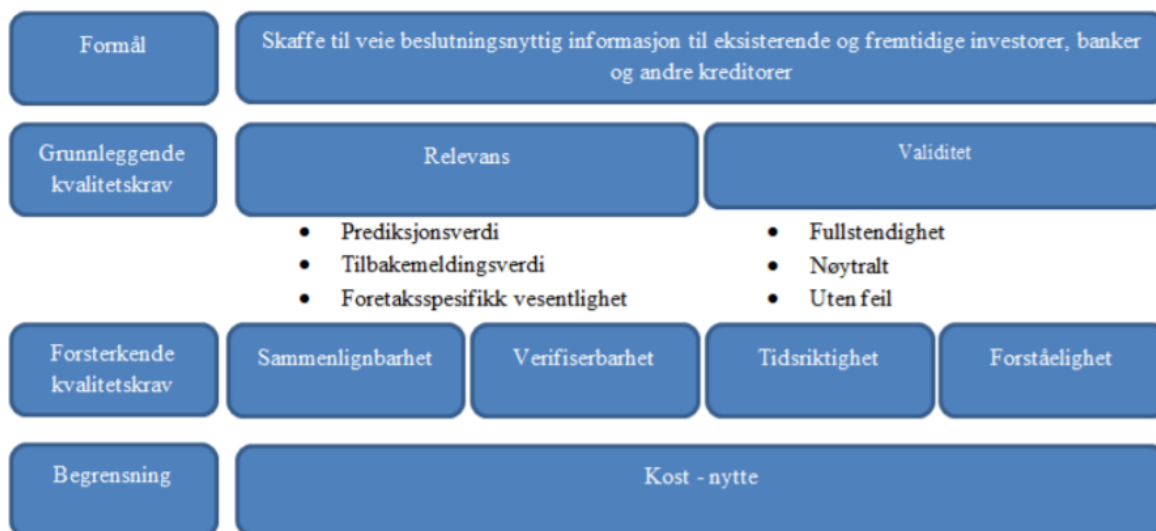 Formål
Skaffe til veie beslutningsnyttig informasjon til eksisterende og fremtidige investorer, banker
og andre kreditorer
Grunnleggende
kvalitetskrav
Relevans
Validitet
• Prediksjonsverdi
• Tilbakemeldingsverdi
• Foretaksspesifikk vesentlighet
• Fullstendighet
• Nøytralt
• Uten feil
Forsterkende
kvalitetskrav
Sammenlignbarhet
Verifiserbarhet
Tidsriktighet
Forståelighet
Begrensning
Kost - nytte